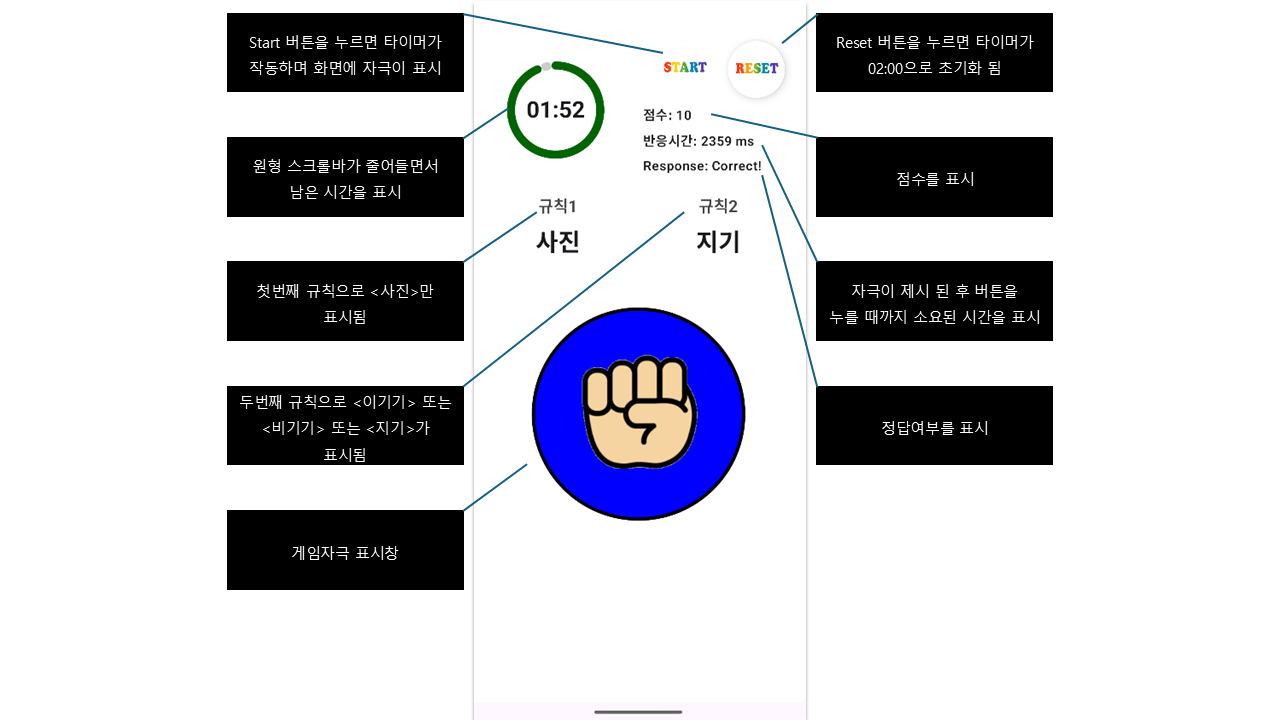 Start 버튼을 누르면 타이머가
작동하며 화면에 자극이 표시
원형 스크롤바가 줄어들면서
남은 시간을 표시
첫번째 규칙으로 <사진>만
표시됨
두번째 규칙으로 <이기기> 또는
<비기기> 또는 <지기>가
표시됨
게임자극 표시창
START
RESET
01:52
점수: 10
반응시간: 2359 ms
Response: Correct!
규칙1
규칙2
사진
지기
Reset 버튼을 누르면 타이머가
02:00으로 초기화 됨
점수를 표시
자극이 제시 된 후 버튼을
누를 때까지 소요된 시간을 표시
정답여부를 표시